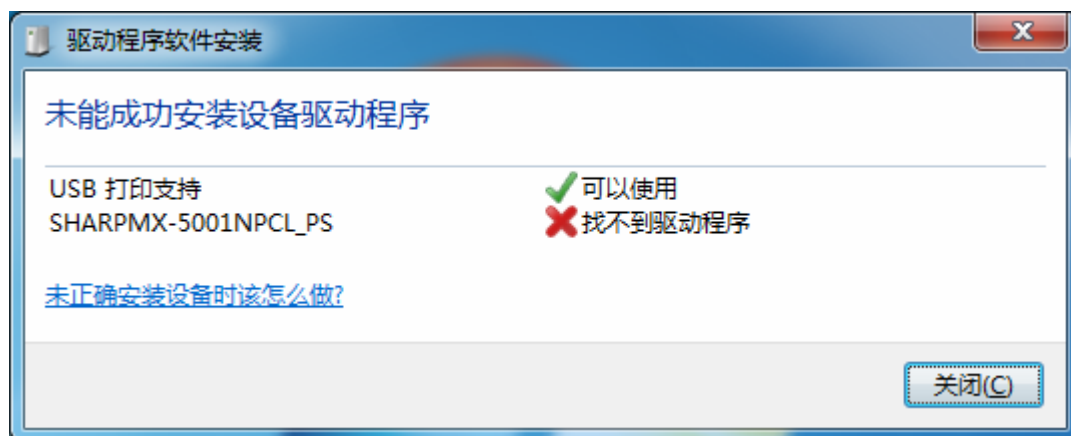 驱动程序软件安装
未能成功安装设备驱动程序
USB 打印支持 可以使用
SHARPMX-5001NPCL_PS 找不到驱动程序
未正确安装设备时该怎么做?
关闭(C)